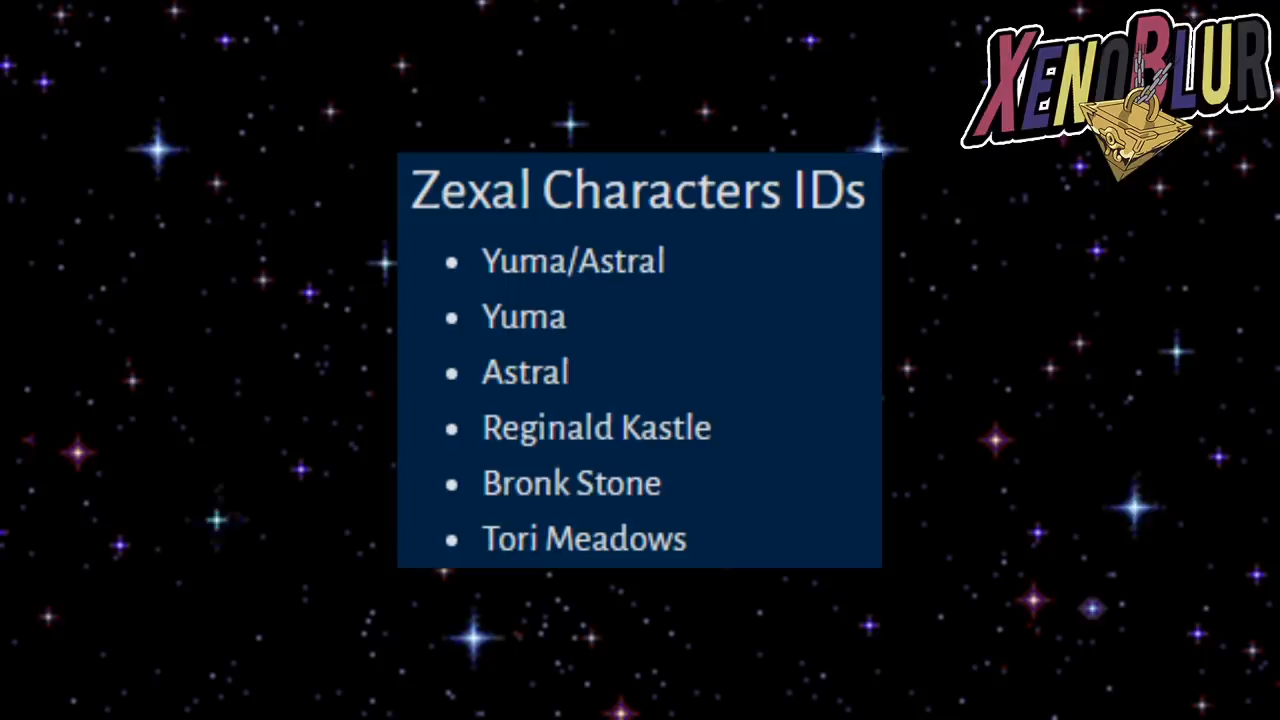 XENOBLUR
Zexal Characters IDs
• Yuma/Astral
• Yuma
• Astral
• Reginald Kastle
• Bronk Stone
• Tori Meadows